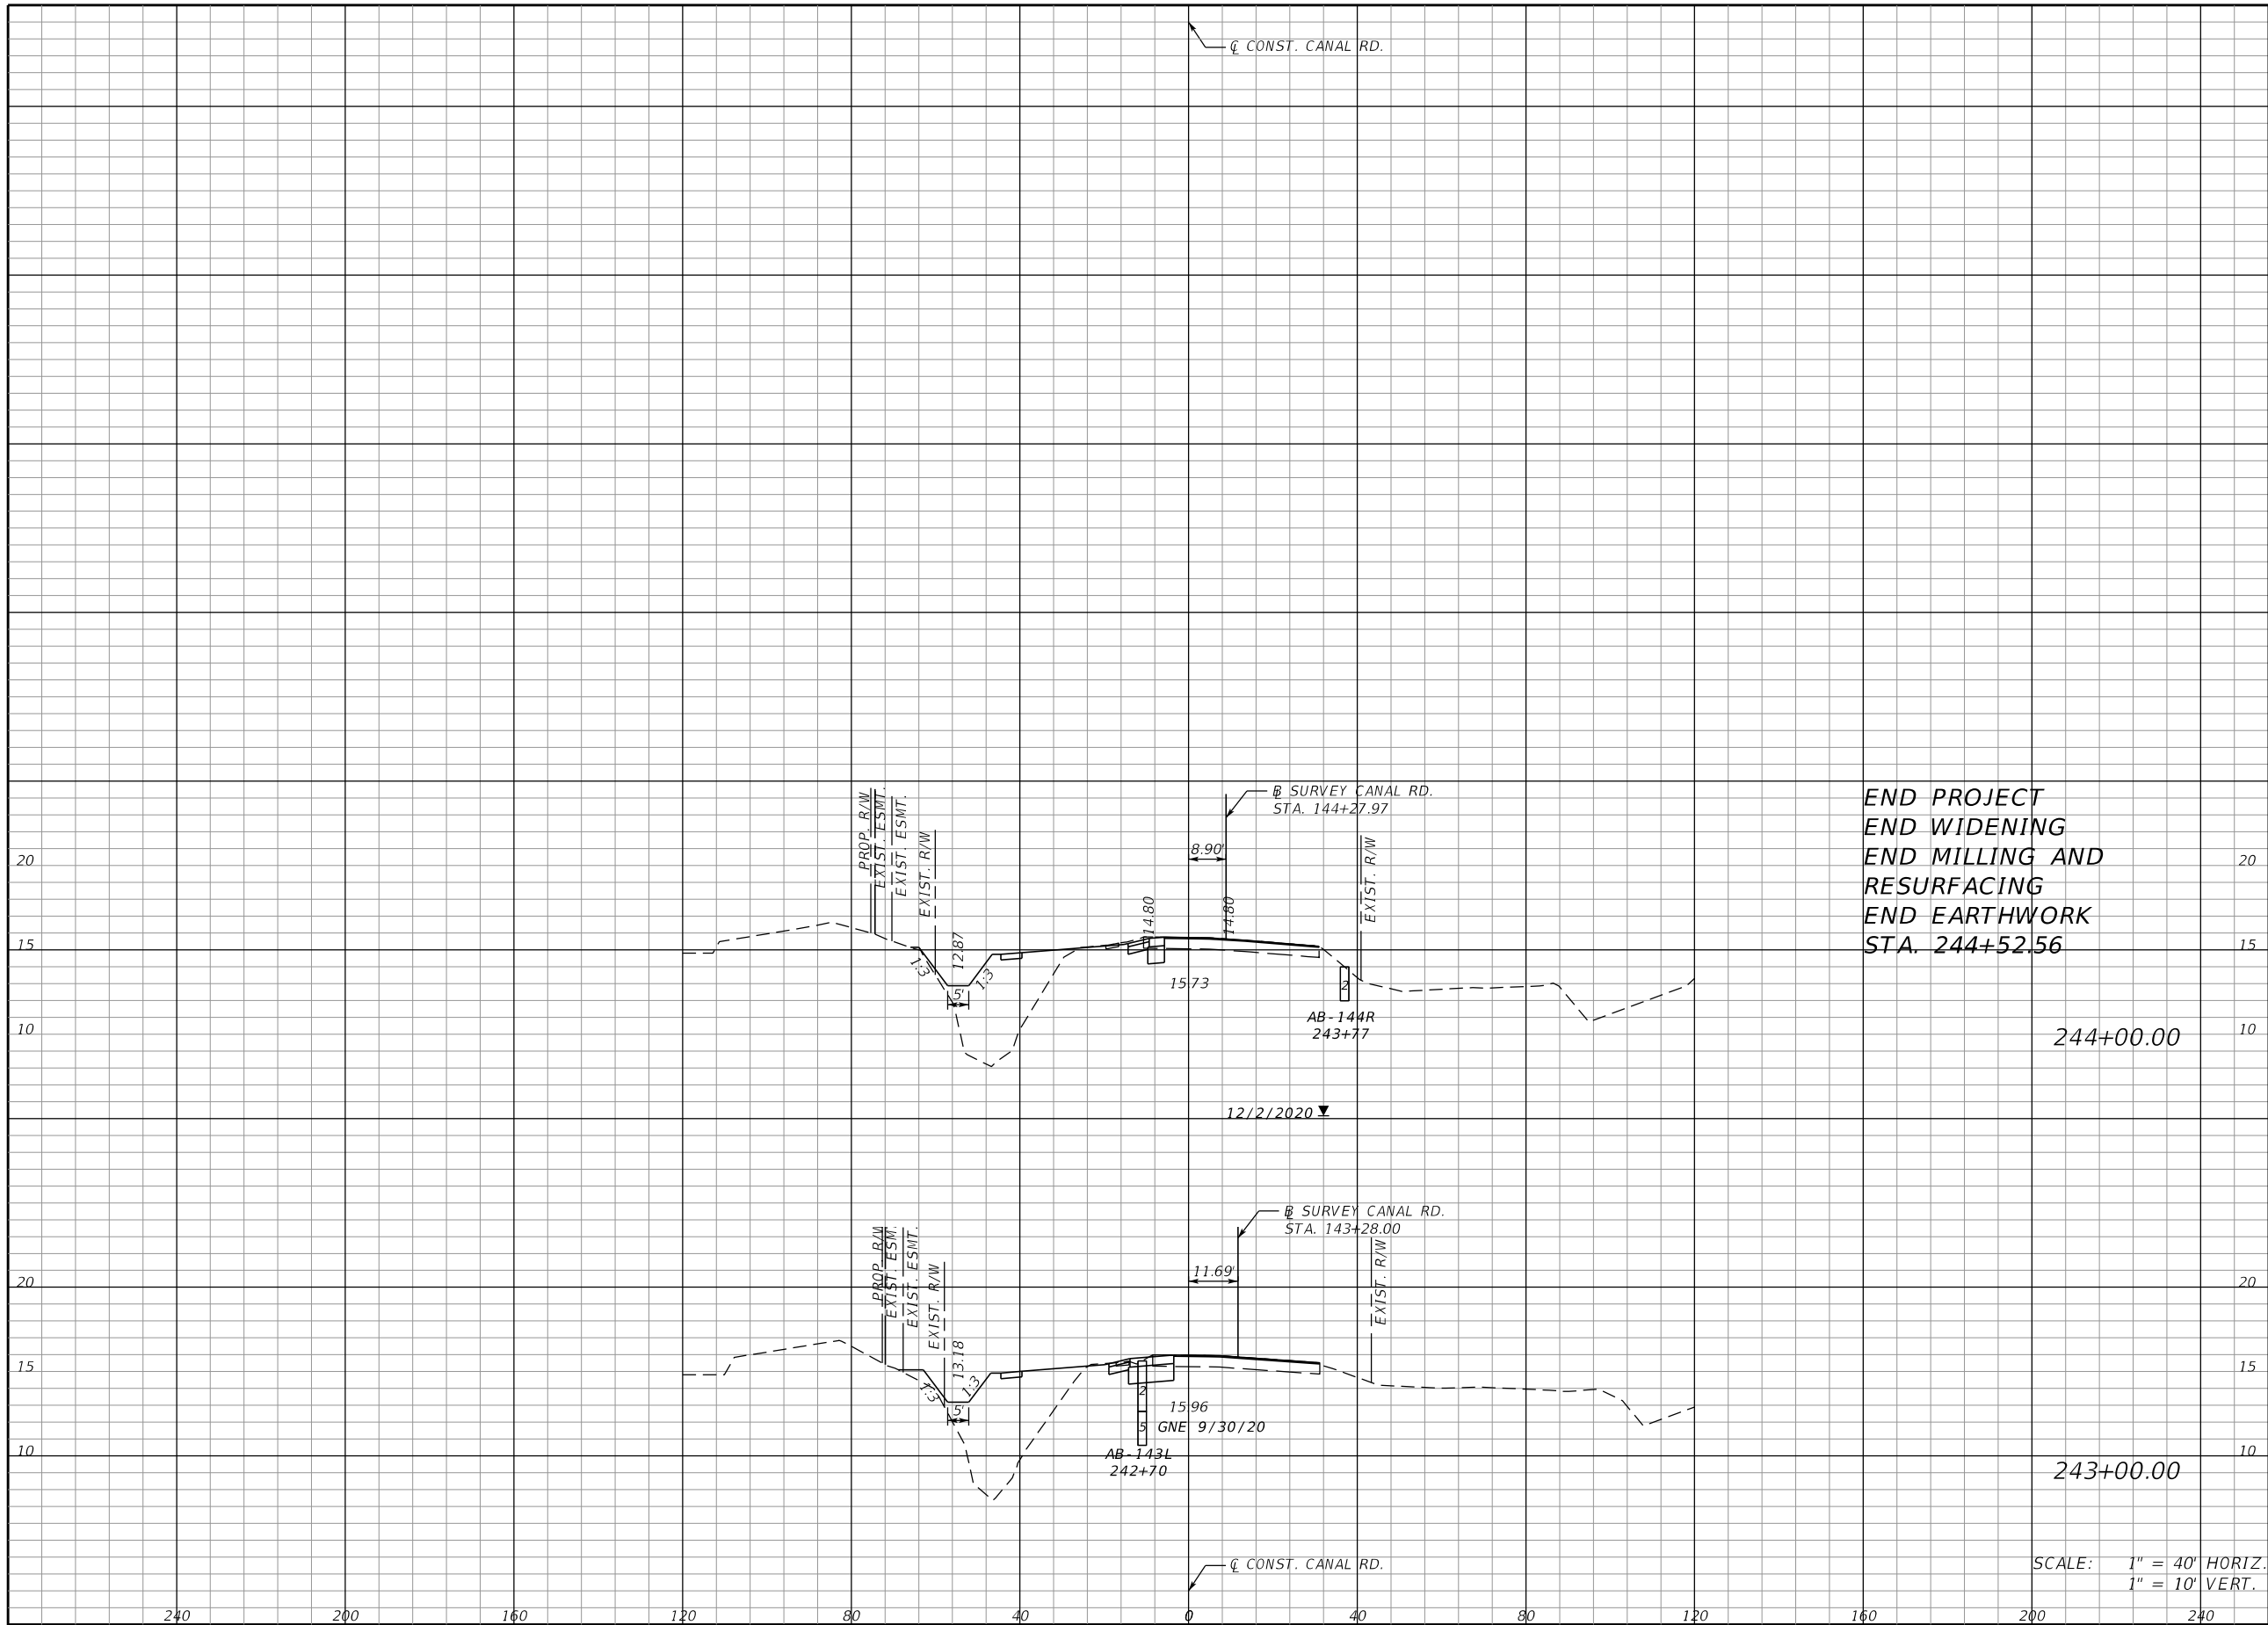 ℄ CONST. CANAL RD.
℄ SURVEY CANAL RD.
STA. 144+27.97
END PROJECT
END WIDENING
END MILLING AND
RESURFACING
END EARTHWORK
STA. 244+52.56
PROP. R/W
EXIST. ESMT.
EXIST. ESMT.
EXIST. R/W
8.90'
EXIST. R/W
20
20
12.87
14.80
14.80
15
15
1:3
1:3
5'
15.73
2
AB-144R
243+77
10
10
244+00.00
12/2/2020
SURVEY CANAL RD.
STA. 143+28.00
PROP. R/W
EXIST. ESM.
EXIST. ESMT.
EXIST. R/W
11.69'
EXIST. R/W
20
20
13.18
15
15
1:3
1:3
5'
2
15.96
5
GNE 9/30/20
AB-143L
242+70
10
10
243+00.00
℄ CONST. CANAL RD.
SCALE: 1" = 40' HORIZ.
1" = 10' VERT.
240 200 160 120 80 40 0 40 80 120 160 200 240